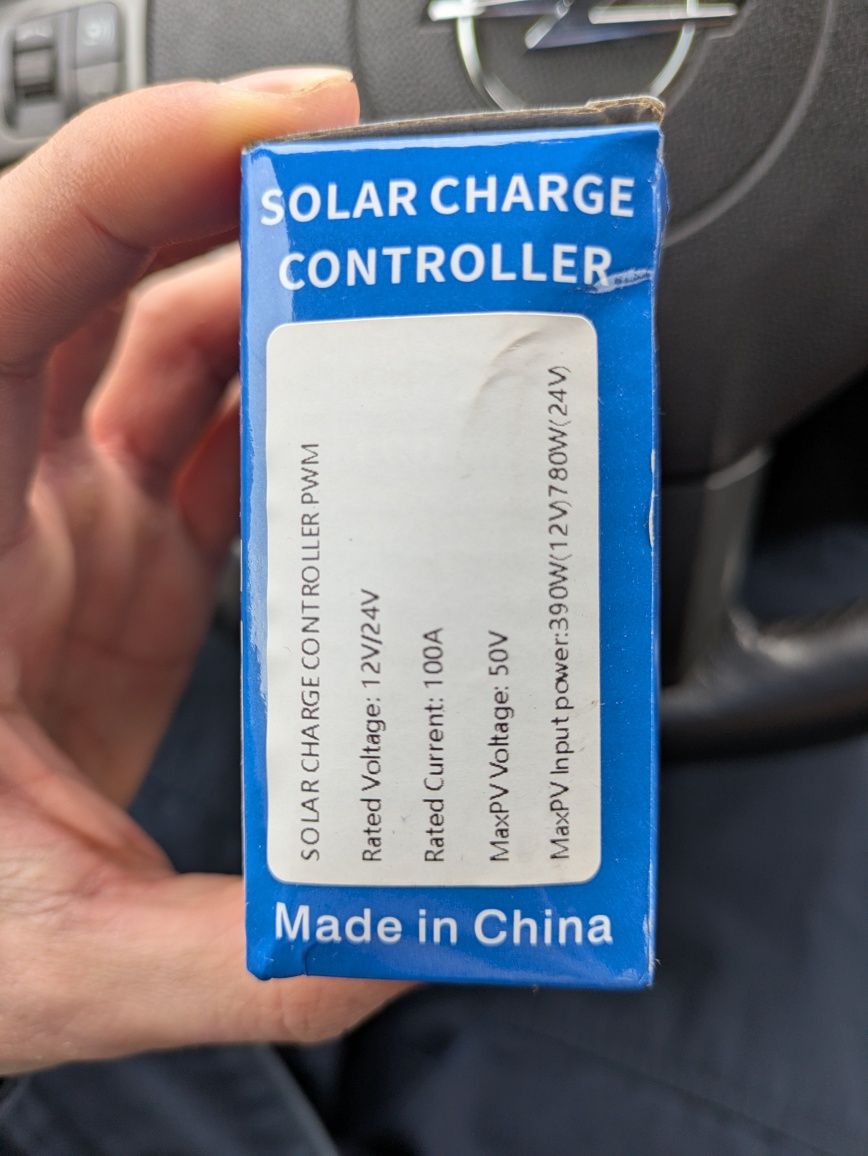 SOLAR CHARGE
CONTROLLER
SOLAR CHARGE CONTROLLER PWM
Rated Voltage: 12V/24V
Rated Current: 100A
MaxPV Voltage: 50V
MaxPV Input power:390W(12V)780W(24V)
Made in China